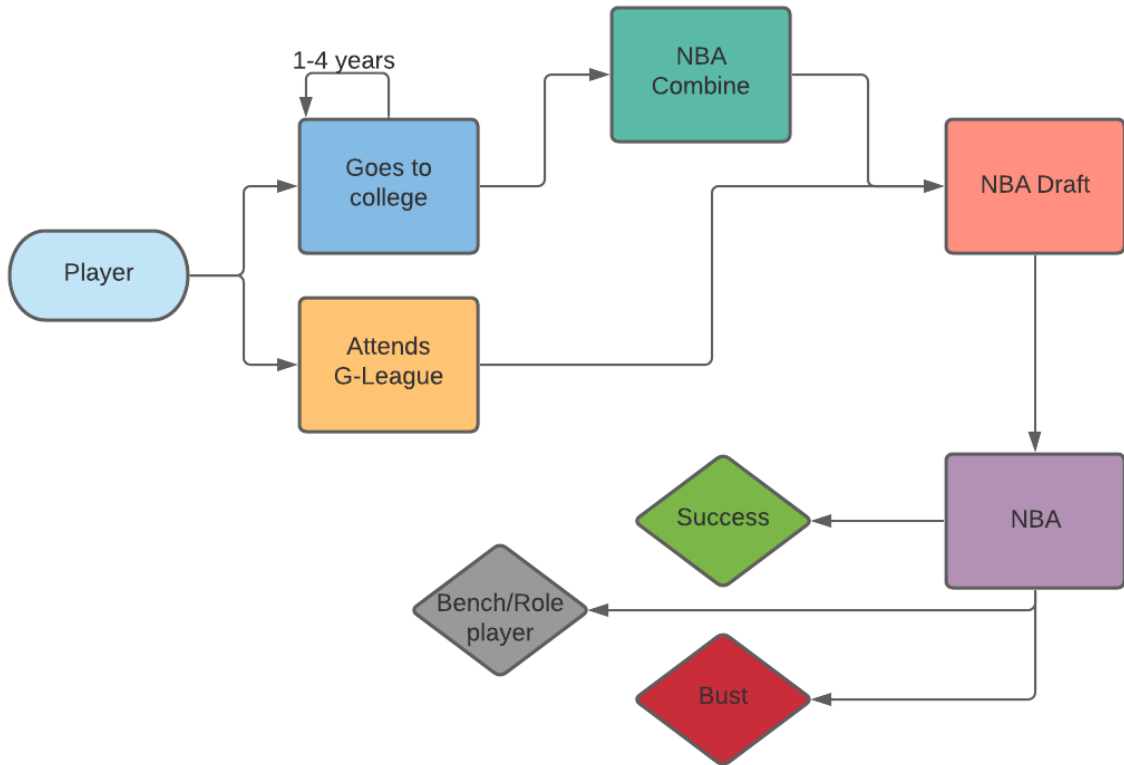 1-4 years
NBA
Combine
Goes to
college
NBA Draft
Player
Attends
G-League
Success
NBA
Bench/Role
player
Bust